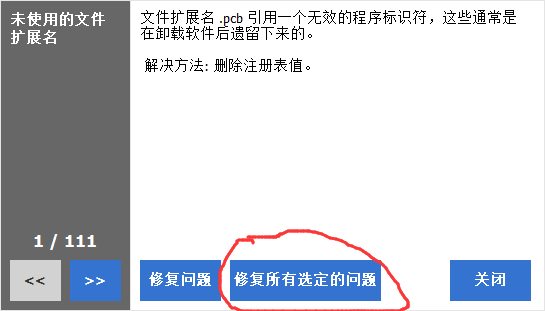 未使用的文件
扩展名
文件扩展名 .pcb 引用一个无效的程序标识符，这些通常是
在卸载软件后遗留下来的。
解决方法: 删除注册表值。
1 / 111
<< >> 修复问题 修复所有选定的问题 关闭